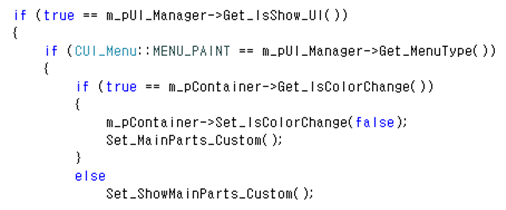 if (true == m_pUI_Manager->Get_IsShow_UI())
{
    if (CUI_Menu::MENU_PAINT == m_pUI_Manager->Get_MenuType())
    {
        if (true == m_pContainer->Get_IsColorChange())
        {
            m_pContainer->Set_IsColorChange(false);
            Set_MainParts_Custom();
        }
        else
            Set_ShowMainParts_Custom();